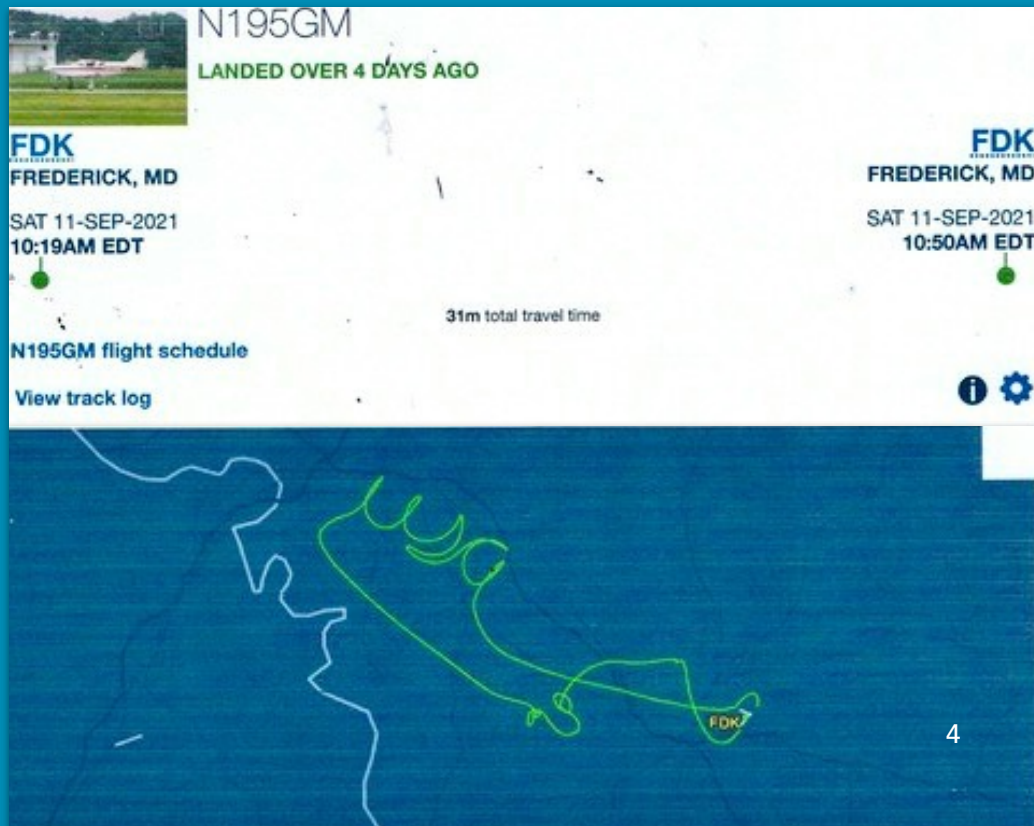 N195GM
LANDED OVER 4 DAYS AGO
FDK
FREDERICK, MD
SAT 11-SEP-2021
10:19AM EDT
FDK
FREDERICK, MD
SAT 11-SEP-2021
10:50AM EDT
31m total travel time
N195GM flight schedule
View track log
i
usa
FDK
4